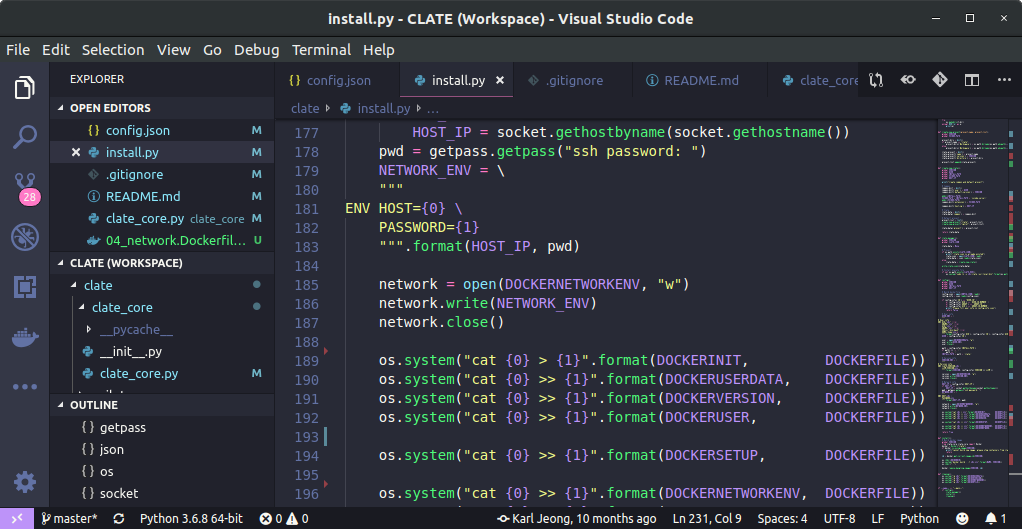 install.py - CLATE (Workspace) - Visual Studio Code
File Edit Selection View Go Debug Terminal Help
EXPLORER
OPEN EDITORS
{} config.json M
× install.py M
.gitignore
README.md M
clate_core.py clate_core M
04_network.Dockerfil... U
CLATE (WORKSPACE)
clate
clate_core
__pycache__
__init__.py
clate_core.py M
OUTLINE
{} getpass
{} json
{} os
{} socket
28
{} config.json
install.py ×
.gitignore
README.md
clate_core
clate install.py ...
177 HOST_IP = socket.gethostbyname(socket.gethostname())
178 pwd = getpass.getpass("ssh password: ")
179 NETWORK_ENV = \
180 """
181 ENV HOST={0} \
182 PASSWORD={1}
183 """.format(HOST_IP, pwd)
184
185 network = open(DOCKERNETWORKENV, "w")
186 network.write(NETWORK_ENV)
187 network.close()
188
189 os.system("cat {0} > {1}".format(DOCKERINIT, DOCKERFILE))
190 os.system("cat {0} >> {1}".format(DOCKERUSERDATA, DOCKERFILE))
191 os.system("cat {0} >> {1}".format(DOCKERVERSION, DOCKERFILE))
192 os.system("cat {0} >> {1}".format(DOCKERUSER, DOCKERFILE))
193
194 os.system("cat {0} >> {1}".format(DOCKERSETUP, DOCKERFILE))
195
196 os.system("cat {0} >> {1}".format(DOCKERNETWORKENV, DOCKERFILE))
master* Python 3.6.8 64-bit 0 0 Karl Jeong, 10 months ago Ln 231, Col 9 Spaces: 4 UTF-8 LF Python 1